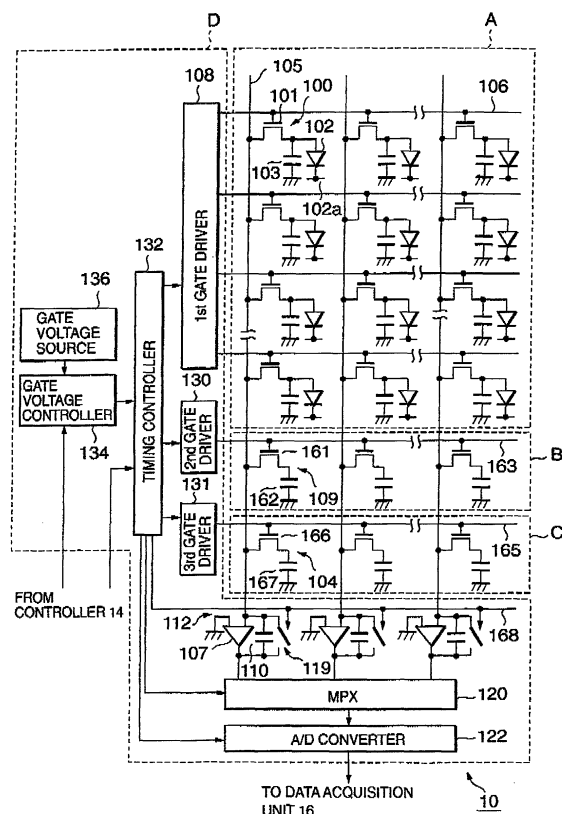 D
A
105
108
101
100
106
102
103
102a
132
1st GATE DRIVER
136
GATE
VOLTAGE
SOURCE
GATE
VOLTAGE
CONTROLLER
134
TIMING CONTROLLER
130
2nd GATE
DRIVER
161
163
B
162
109
131
3rd GATE
DRIVER
166
165
C
167
104
FROM
CONTROLLER 14
112
107
110
119
168
MPX
120
A/D CONVERTER
122
TO DATA ACQUISITION
UNIT 16
10